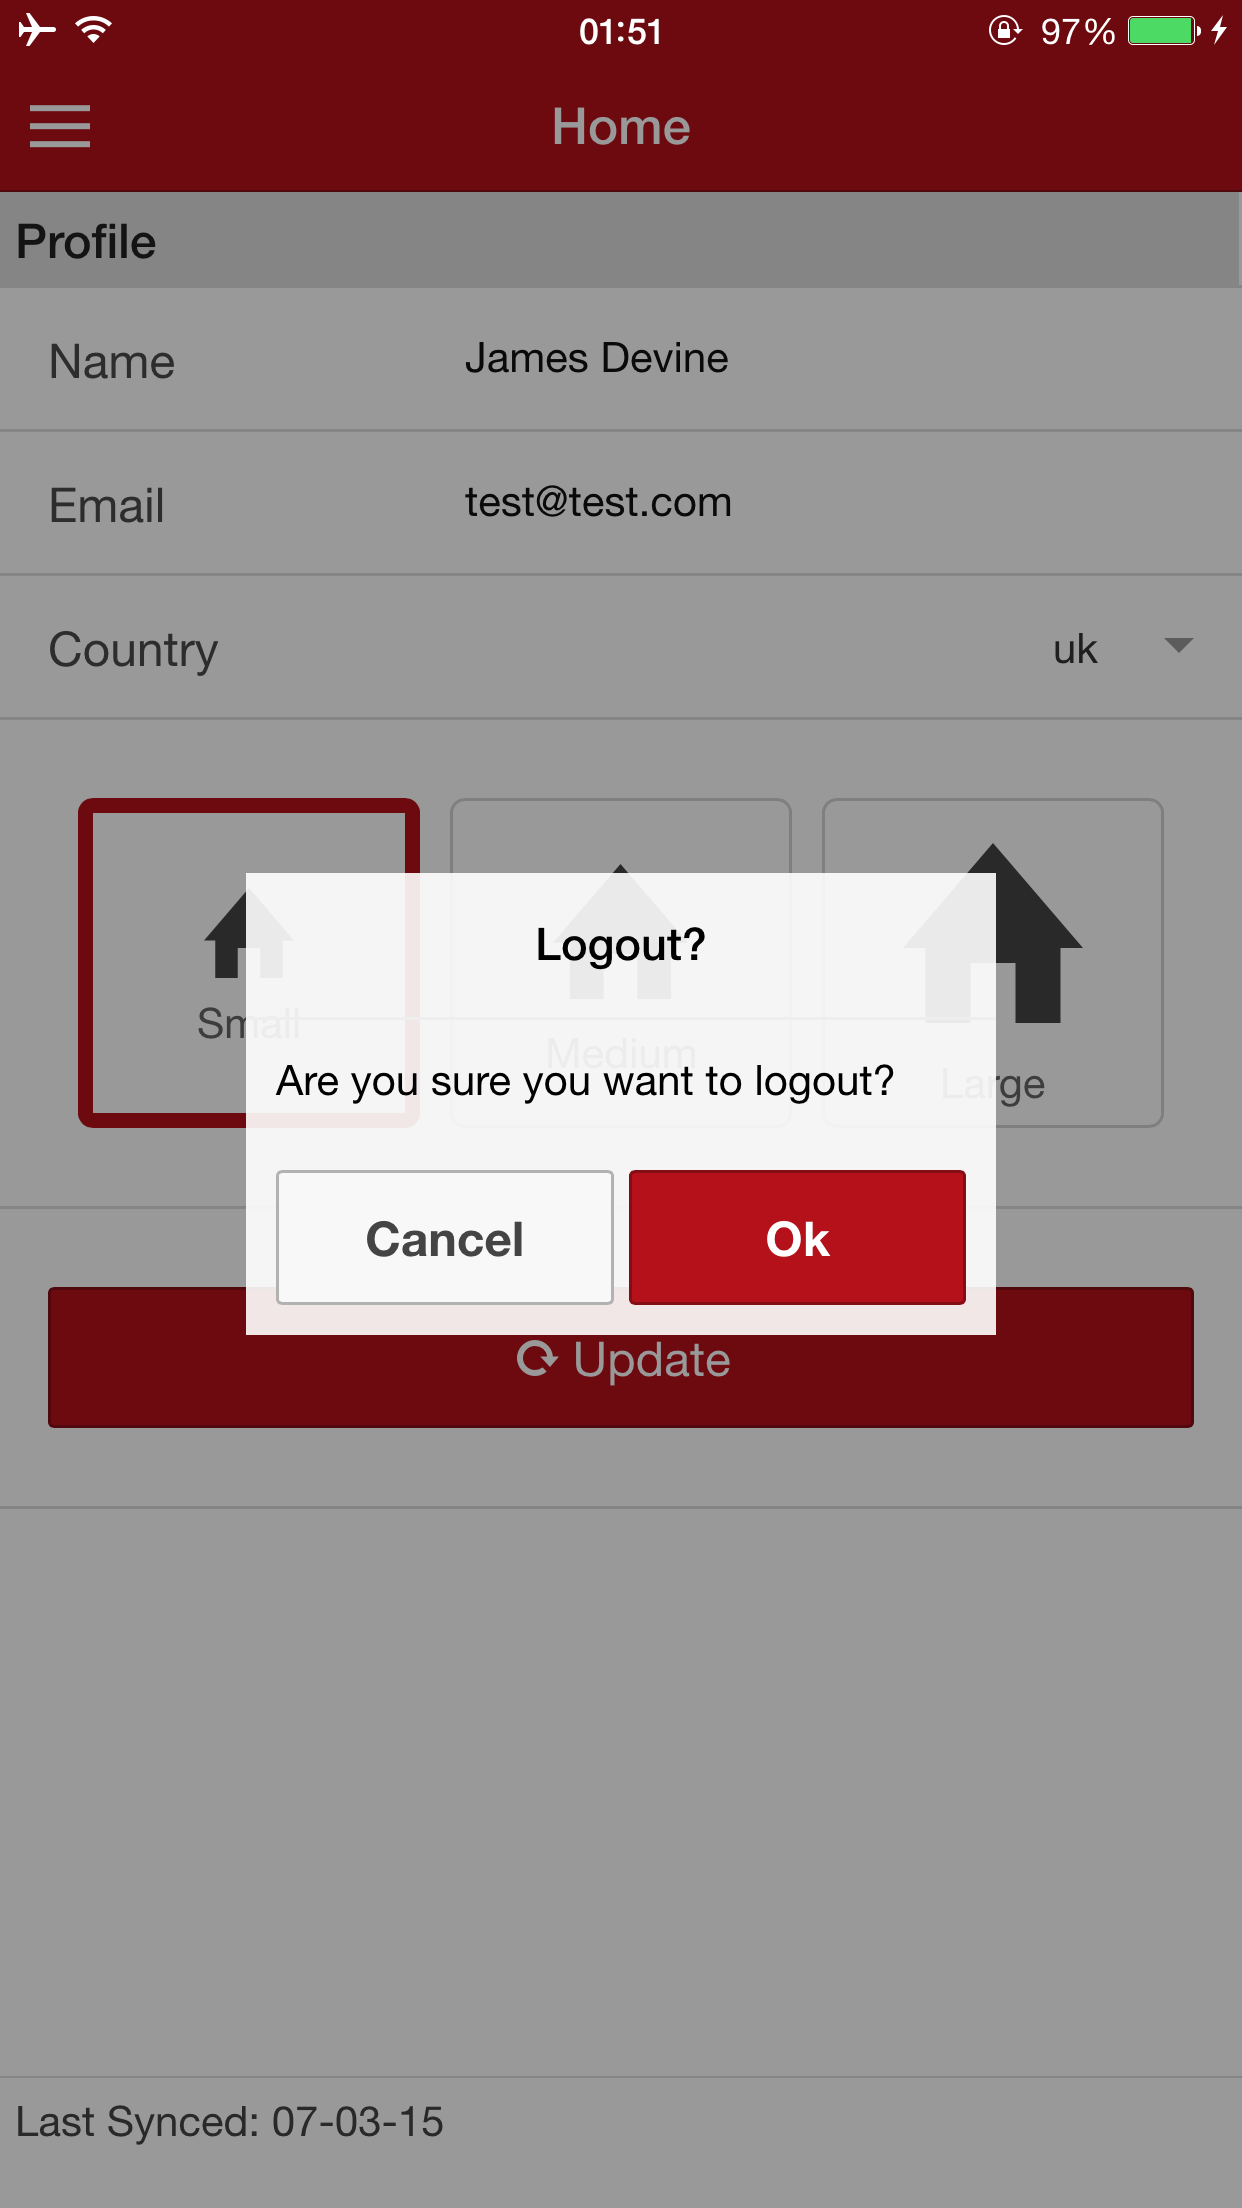 01:51
97%
Home
Profile
Name James Devine
Email test@test.com
Country uk
Small
Medium
Large
Logout?
Are you sure you want to logout?
Cancel Ok
Update
Last Synced: 07-03-15